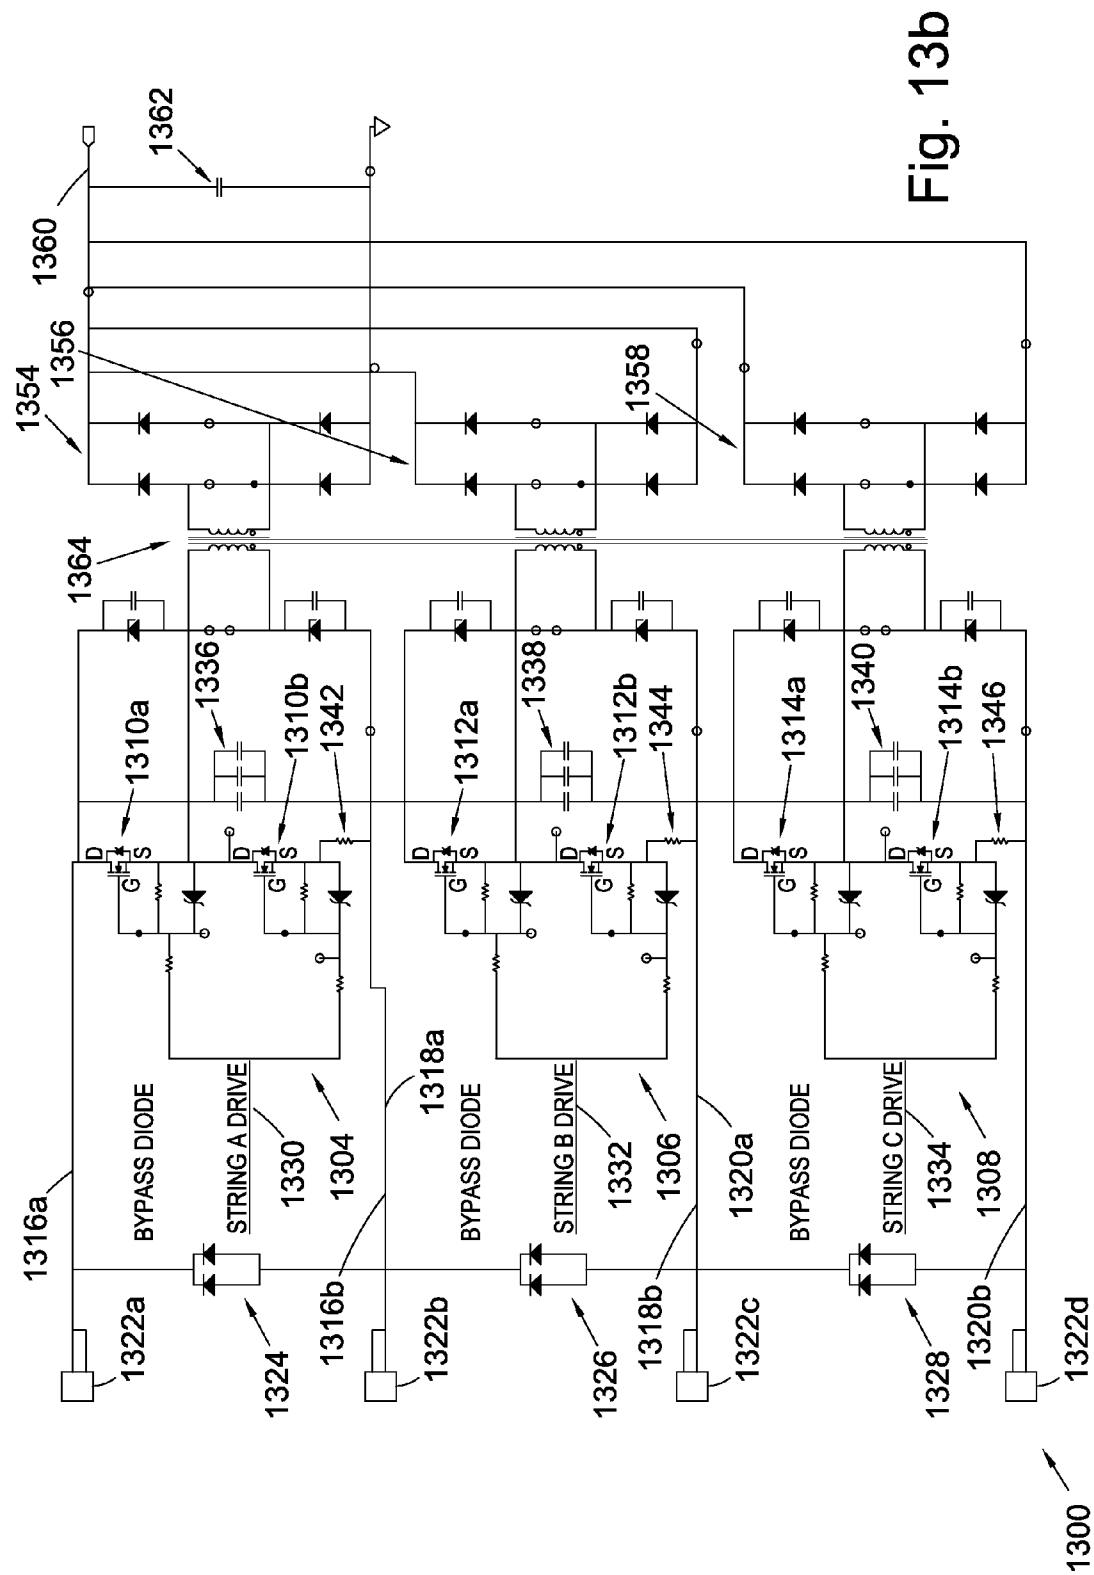 Fig. 13b
1300
1316a
1322a
1324
BYPASS DIODE
STRING A DRIVE
1330
1304
1310a
D
S
G
1336
1310b
D
S
G
1342
1364
1354
1356
1360
1362
1316b
1322b
1318a
1326
BYPASS DIODE
STRING B DRIVE
1332
1306
1312a
D
S
G
1338
1312b
D
S
G
1344
1358
1318b
1322c
1320a
1328
BYPASS DIODE
STRING C DRIVE
1334
1308
1314a
D
S
G
1340
1314b
D
S
G
1346
1320b
1322d